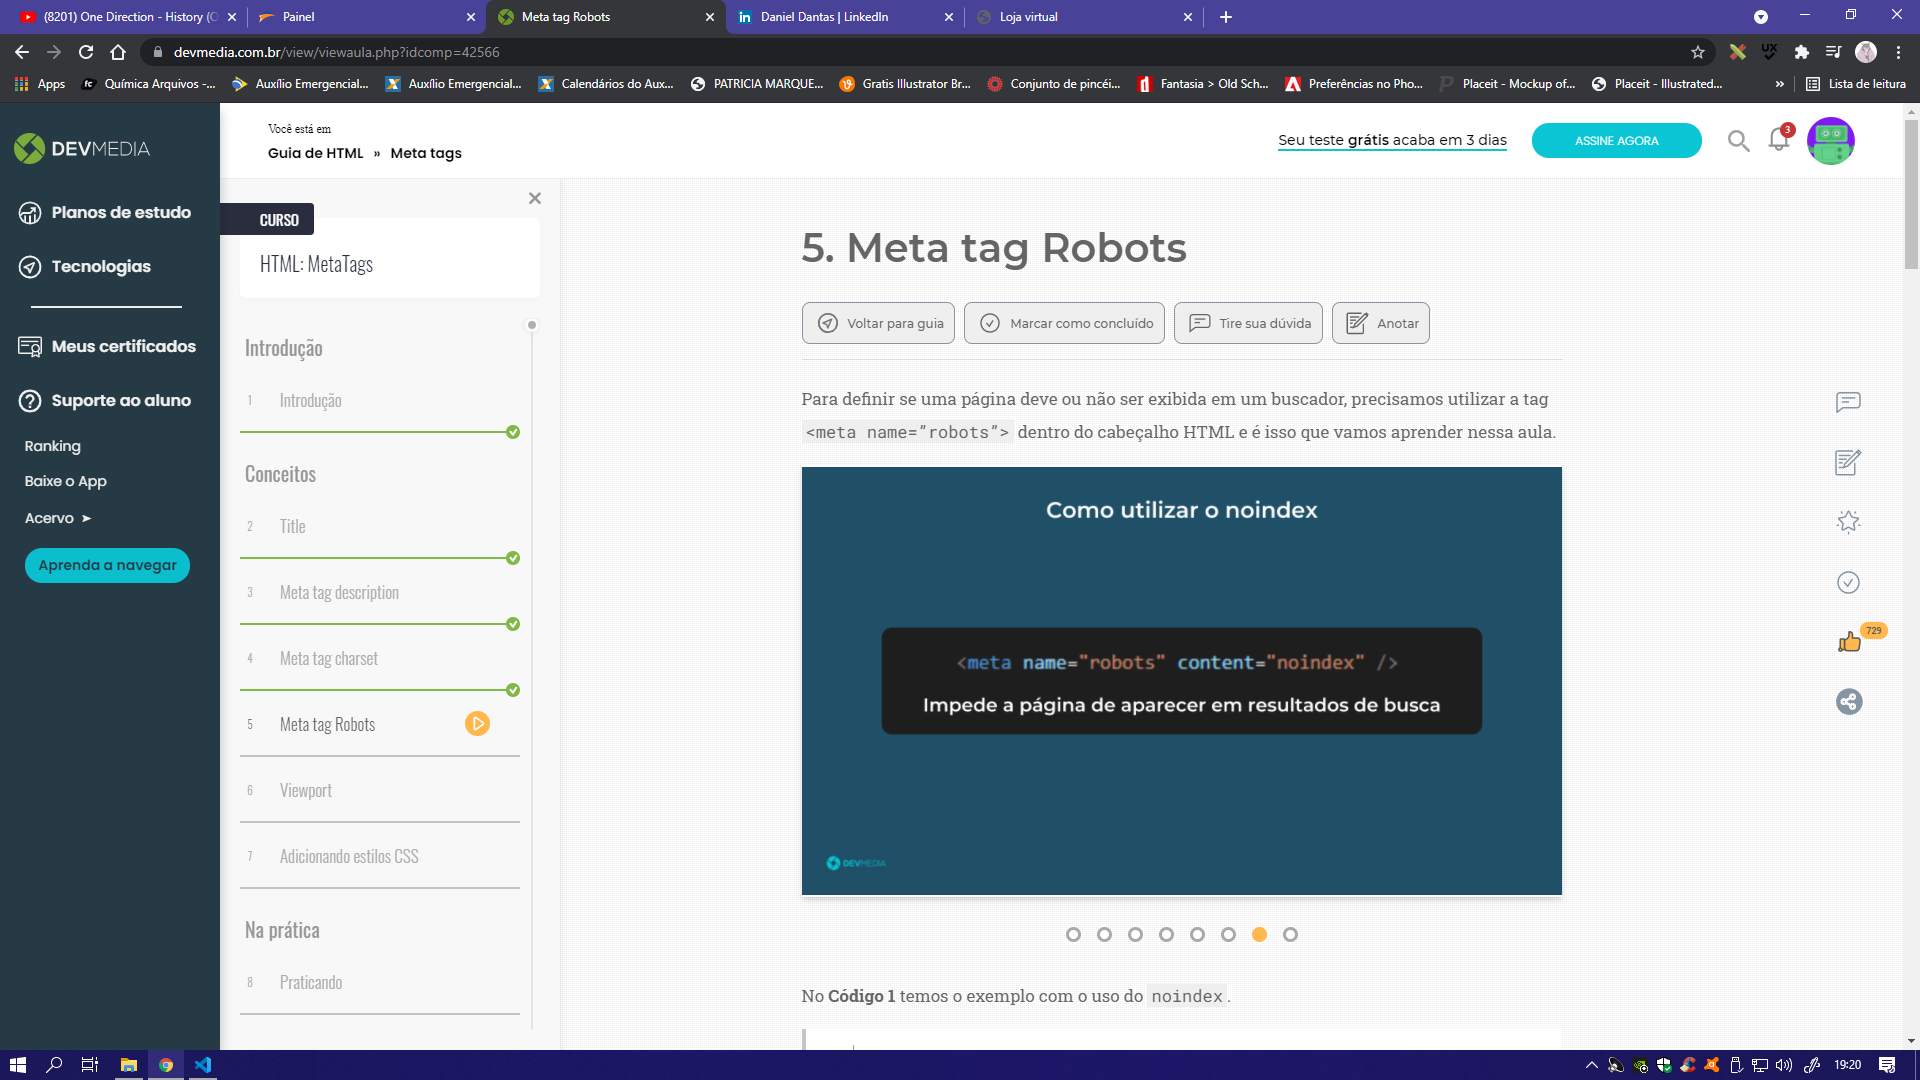 (8201) One Direction - History (O
Painel
Meta tag Robots
Daniel Dantas | LinkedIn
Loja virtual
devmedia.com.br/view/viewaula.php?idcomp=42566
Apps
Química Arquivos -...
Auxílio Emergencial...
Auxílio Emergencial...
Calendários do Aux...
PATRICIA MARQUE...
Gratis Illustrator Br...
Conjunto de pincéi...
Fantasia > Old Sch...
Preferências no Pho...
Placeit - Mockup of...
Placeit - Illustrated...
»
Lista de leitura
DEVMEDIA
Planos de estudo
Tecnologias
Meus certificados
Suporte ao aluno
Ranking
Baixe o App
Acervo ➤
Aprenda a navegar
Você está em
Guia de HTML » Meta tags
Seu teste grátis acaba em 3 dias
ASSINE AGORA
3
CURSO
HTML: MetaTags
Introdução
1 Introdução
Conceitos
2 Title
3 Meta tag description
4 Meta tag charset
5 Meta tag Robots
6 Viewport
7 Adicionando estilos CSS
Na prática
8 Praticando
5. Meta tag Robots
Voltar para guia
Marcar como concluído
Tire sua dúvida
Anotar
Para definir se uma página deve ou não ser exibida em um buscador, precisamos utilizar a tag
<meta name=”robots”> dentro do cabeçalho HTML e é isso que vamos aprender nessa aula.
Como utilizar o noindex
<meta name="robots" content="noindex" />
Impede a página de aparecer em resultados de busca
DEVMEDIA
729
No Código 1 temos o exemplo com o uso do noindex.
19:20